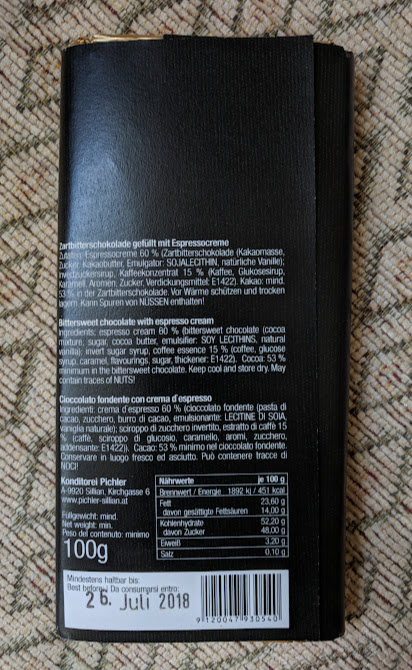 Zartbitterschokolade gefüllt mit Espressocreme
Zutaten: Espressocreme 60 % (Zartbitterschokolade (Kakaomasse,
Zucker, Kakaobutter, Emulgator: SOJALECITHIN, natürliche Vanille);
Invertzuckersirup, Kaffeekonzentrat 15 % (Kaffee, Glukosesirup,
Karamell, Aromen, Zucker, Verdickungsmittel: E1422). Kakao: mind.
53 % in der Zartbitterschokolade. Vor Wärme schützen und trocken
lagern. Kann Spuren von NÜSSEN enthalten!
Bittersweet chocolate with espresso cream
Ingredients: espresso cream 60 % (bittersweet chocolate (cocoa
mixture, sugar, cocoa butter, emulsifier: SOY LECITHINS, natural
vanilla); invert sugar syrup, coffee essence 15 % (coffee, glucose
syrup, caramel, flavourings, sugar, thickener: E1422). Cocoa: 53 %
minimum in the bittersweet chocolate. Keep cool and store dry. May
contain traces of NUTS!
Cioccolato fondente con crema d'espresso
Ingredienti: crema d'espresso 60 % (cioccolato fondente (pasta di
cacao, zucchero, burro di cacao, emulsionante: LECITINE DI SOIA,
vaniglia naturale); sciroppo di zucchero invertito, estratto di caffè 15
% (caffè, sciroppo di glucosio, caramello, aromi, zucchero,
addensante: E1422). Cacao: 53 % minimo nel cioccolato fondente.
Conservare in luogo fresco ed asciutto. Può contenere tracce di
NOCI!
Konditorei Pichler
A-9920 Sillian, Kirchgasse 6
www.pichler-sillian.at
Füllgewicht: mind.
Net weight: min.
Peso del contenuto: minimo
100g
Nährwerte je 100 g
Brennwert / Energie 1892 kj / 451 kcal
Fett 23,60 g
davon gesättigte Fettsäuren 14,00 g
Kohlenhydrate 52,20 g
davon Zucker 48,00 g
Eiweiß 3,20 g
Salz 0,10 g
Mindestens haltbar bis:
Best before: / Da consumarsi entro:
26. Juli 2018
9 120047 930540